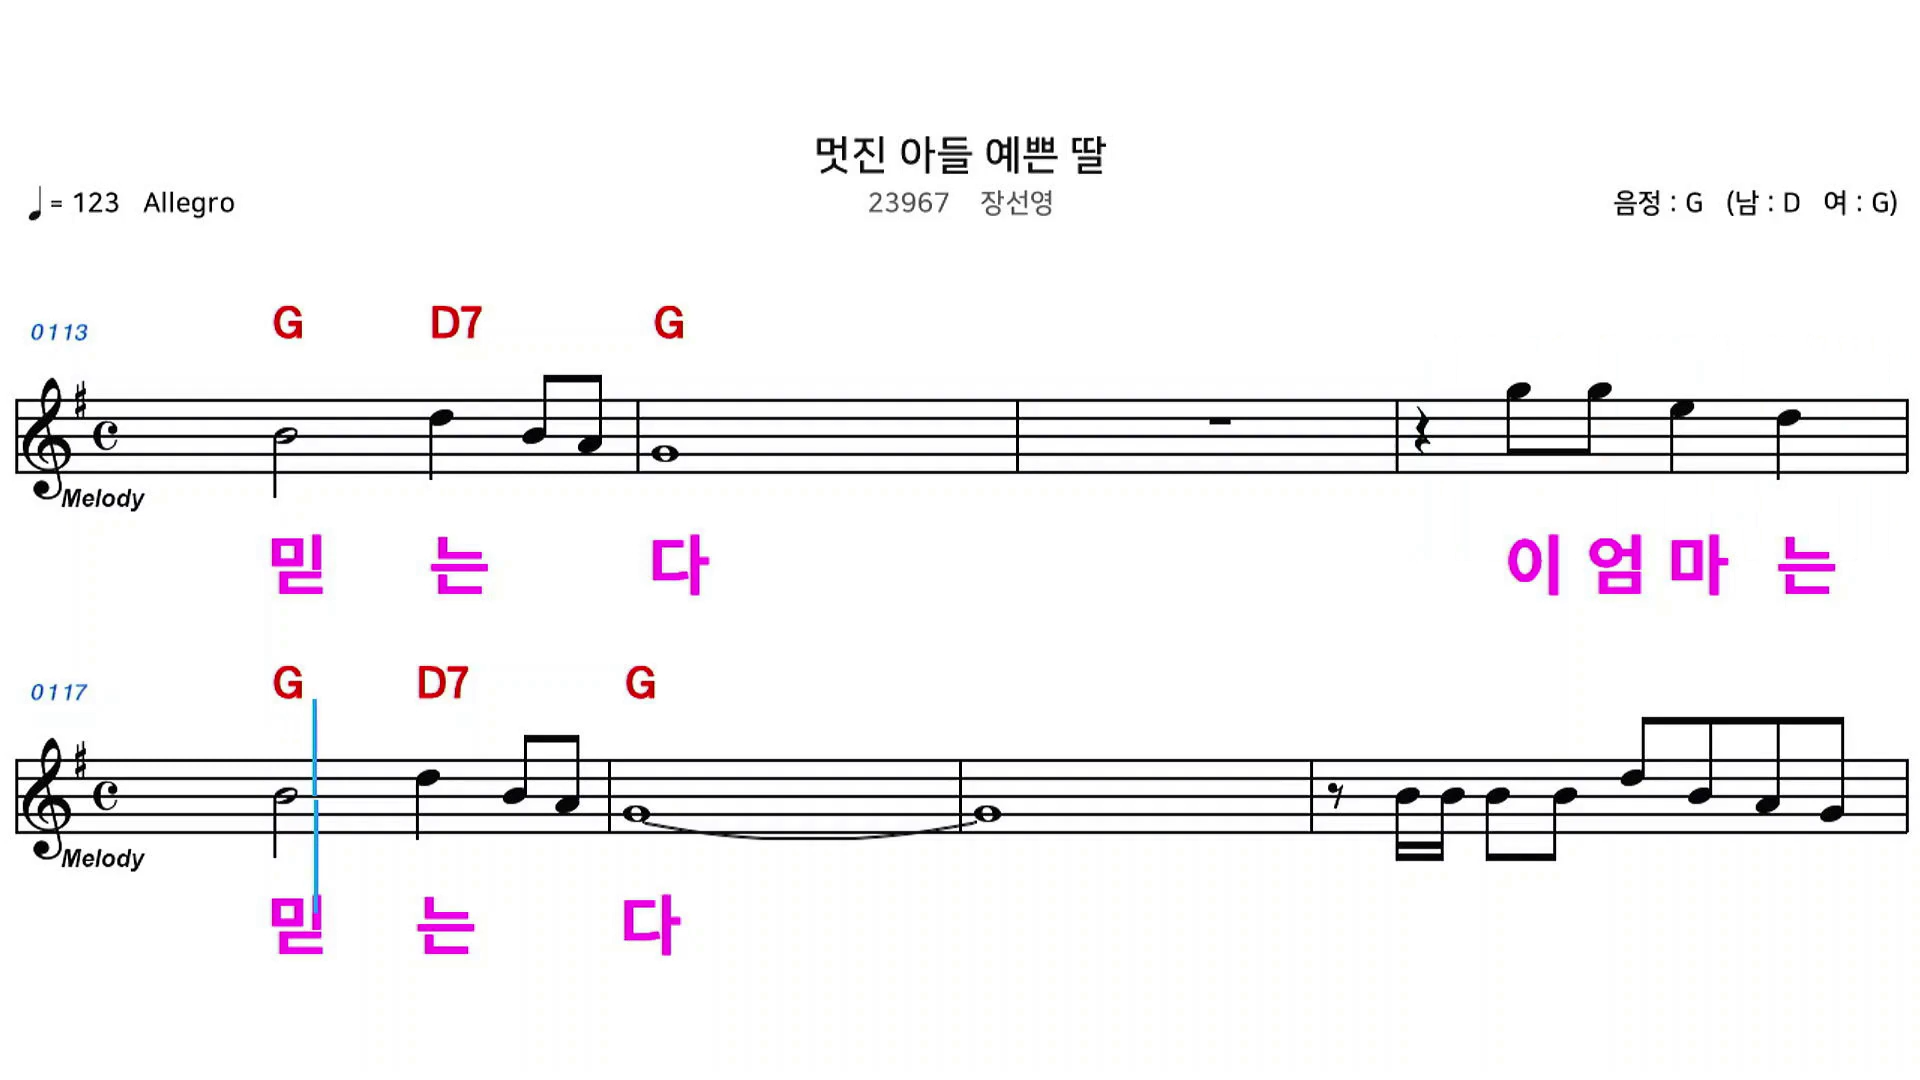 멋진 아들 예쁜 딸
♩= 123 Allegro 23967 장선영 음정 : G (남 : D 여 : G)
0113 G D7 G
Melody
믿 는 다 이 엄 마 는
0117 G D7 G
Melody
믿 는 다